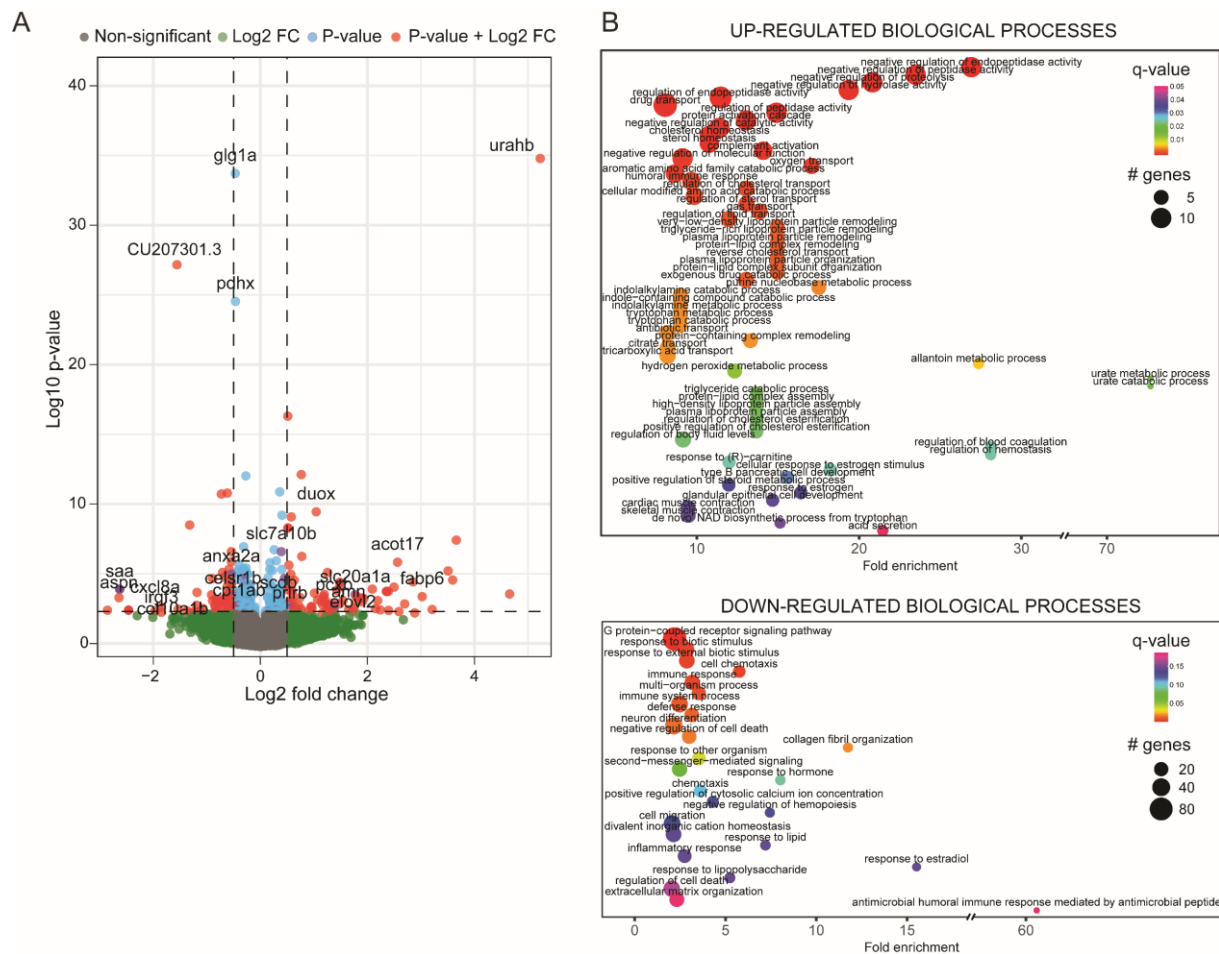 A
Non-significant Log2 FC P-value P-value + Log2 FC
40
30
20
10
0
Log10 p-value
glg1a
urahb
CU207301.3
pdhx
duox
slc7a10b
acot17
anxa2a
saa
aspn
cxcl8a
irgf3
celsr1b
scdb
cpt1ab
prlrb
pcxb
amn
slc20a1a
fabp6
elovl2
−2
0
2
4
Log2 fold change
B
UP-REGULATED BIOLOGICAL PROCESSES
negative regulation of endopeptidase activity
negative regulation of peptidase activity
negative regulation of proteolysis
negative regulation of hydrolase activity
regulation of endopeptidase activity
drug transport
regulation of peptidase activity
protein activation cascade
negative regulation of catalytic activity
cholesterol homeostasis
sterol homeostasis
complement activation
negative regulation of molecular function
oxygen transport
aromatic amino acid family catabolic process
humoral immune response
regulation of cholesterol transport
cellular modified amino acid catabolic process
regulation of sterol transport
gas transport
regulation of lipid transport
very−low−density lipoprotein particle remodeling
triglyceride−rich lipoprotein particle remodeling
plasma lipoprotein particle remodeling
protein−lipid complex remodeling
reverse cholesterol transport
plasma lipoprotein particle organization
protein−lipid complex subunit organization
exogenous drug catabolic process
purine nucleobase metabolic process
indolalkylamine catabolic process
indole−containing compound catabolic process
indolalkylamine metabolic process
tryptophan metabolic process
tryptophan catabolic process
antibiotic transport
protein−containing complex remodeling
citrate transport
tricarboxylic acid transport
allantoin metabolic process
hydrogen peroxide metabolic process
urate metabolic process
urate catabolic process
triglyceride catabolic process
protein−lipid complex assembly
high−density lipoprotein particle assembly
plasma lipoprotein particle assembly
regulation of cholesterol esterification
positive regulation of cholesterol esterification
regulation of body fluid levels
regulation of blood coagulation
regulation of hemostasis
response to (R)−carnitine
cellular response to estrogen stimulus
type B pancreatic cell development
positive regulation of steroid metabolic process
response to estrogen
glandular epithelial cell development
cardiac muscle contraction
skeletal muscle contraction
de novo NAD biosynthetic process from tryptophan
acid secretion
q-value
0.05
0.04
0.03
0.02
0.01
# genes
5
10
10
20
30
70
Fold enrichment
DOWN-REGULATED BIOLOGICAL PROCESSES
G protein−coupled receptor signaling pathway
response to biotic stimulus
response to external biotic stimulus
cell chemotaxis
immune response
multi−organism process
immune system process
defense response
neuron differentiation
negative regulation of cell death
collagen fibril organization
response to other organism
second−messenger−mediated signaling
response to hormone
chemotaxis
positive regulation of cytosolic calcium ion concentration
negative regulation of hemopoiesis
cell migration
divalent inorganic cation homeostasis
response to lipid
inflammatory response
response to estradiol
response to lipopolysaccharide
regulation of cell death
extracellular matrix organization
antimicrobial humoral immune response mediated by antimicrobial peptide
q-value
0.15
0.10
0.05
# genes
20
40
80
0
5
10
15
60
Fold enrichment